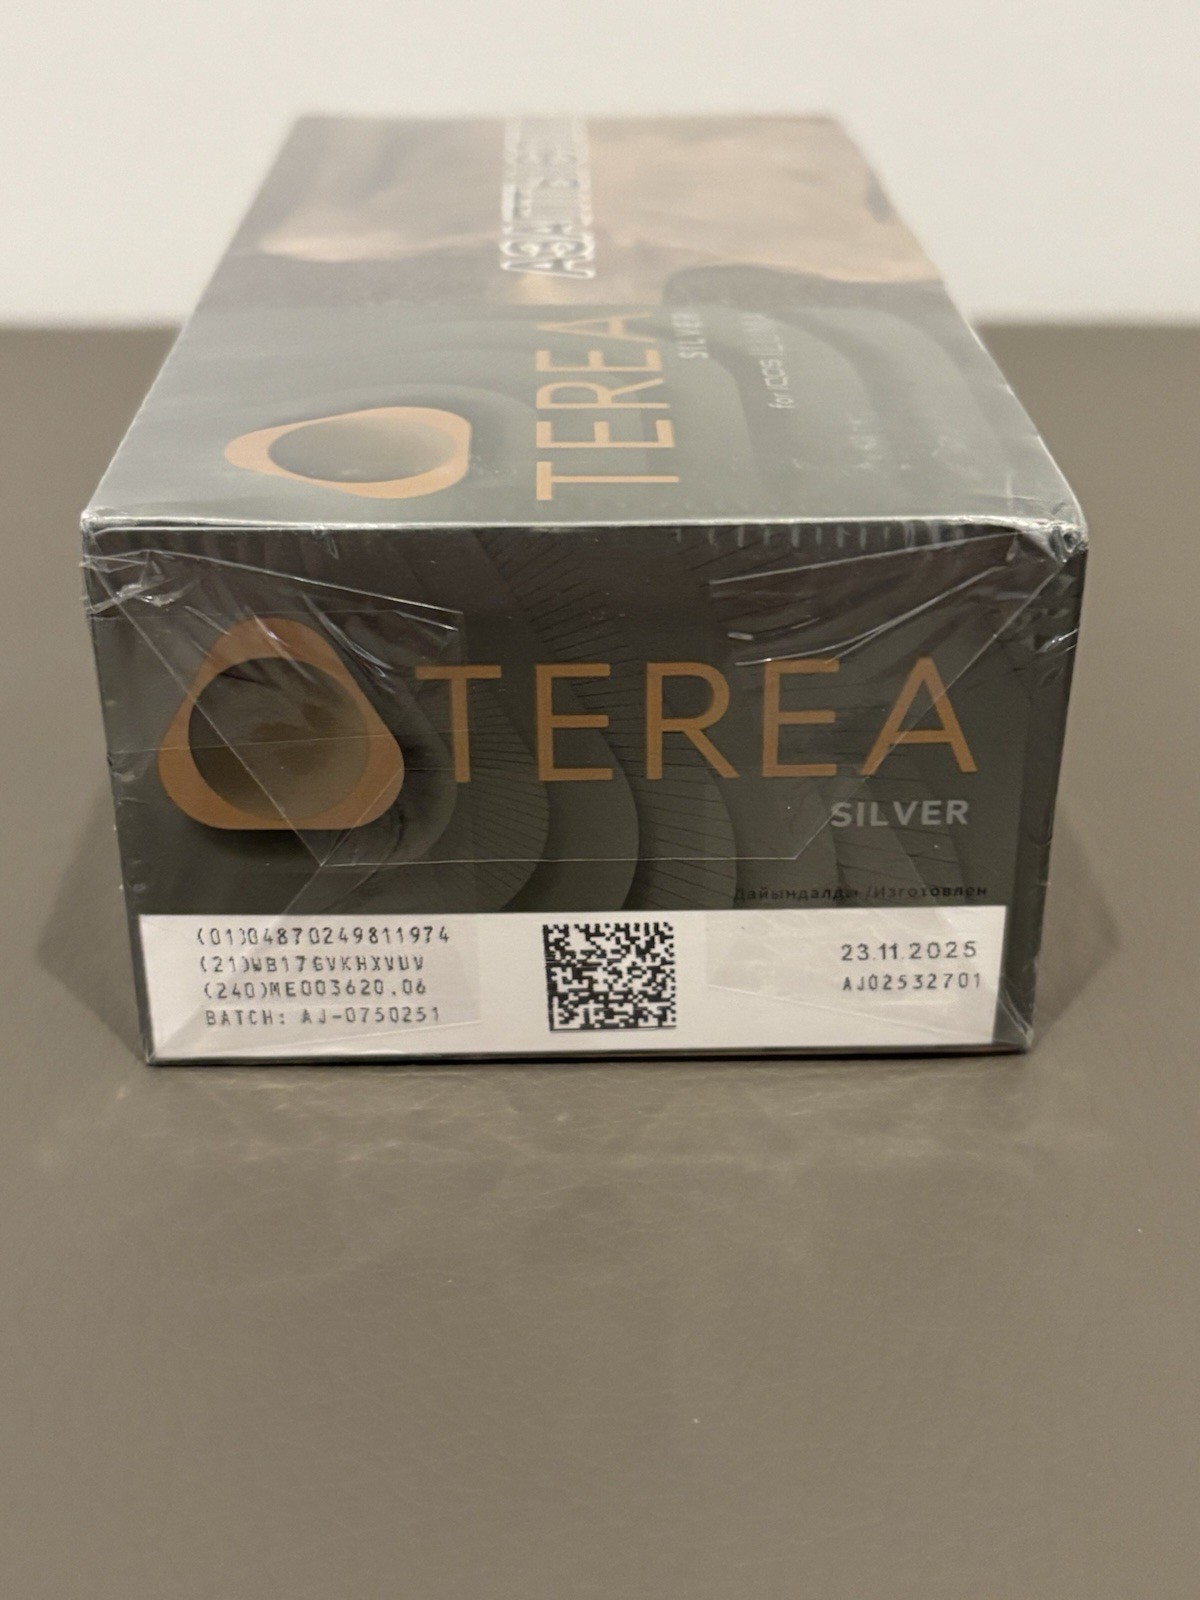 TEREA
SILVER
for IQOS ILUMA
TEREA
SILVER
Дайындалды /Изготовлен
(01)04870249811974
(21)WB17GVKHXVUV
(240)ME003620.06
BATCH: AJ-0750251
23.11.2025
AJ02532701